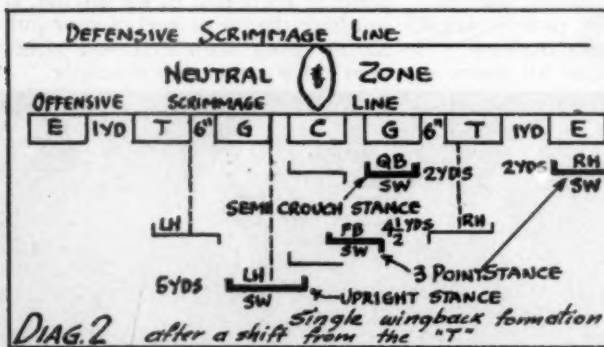 DEFENSIVE SCRIMMAGE LINE
NEUTRAL ZONE
OFFENSIVE SCRIMMAGE LINE
E 1YD T 6" G C G 6" T 1YD E
QB 2YDS 2YDS RH
SW SW
SEMI CROUCH STANCE
LH FB 4½ YDS RH
SW
3 POINT STANCE
5YDS LH
SW UPRIGHT STANCE
DIAG. 2 Single wingback formation
after a shift from the "T"